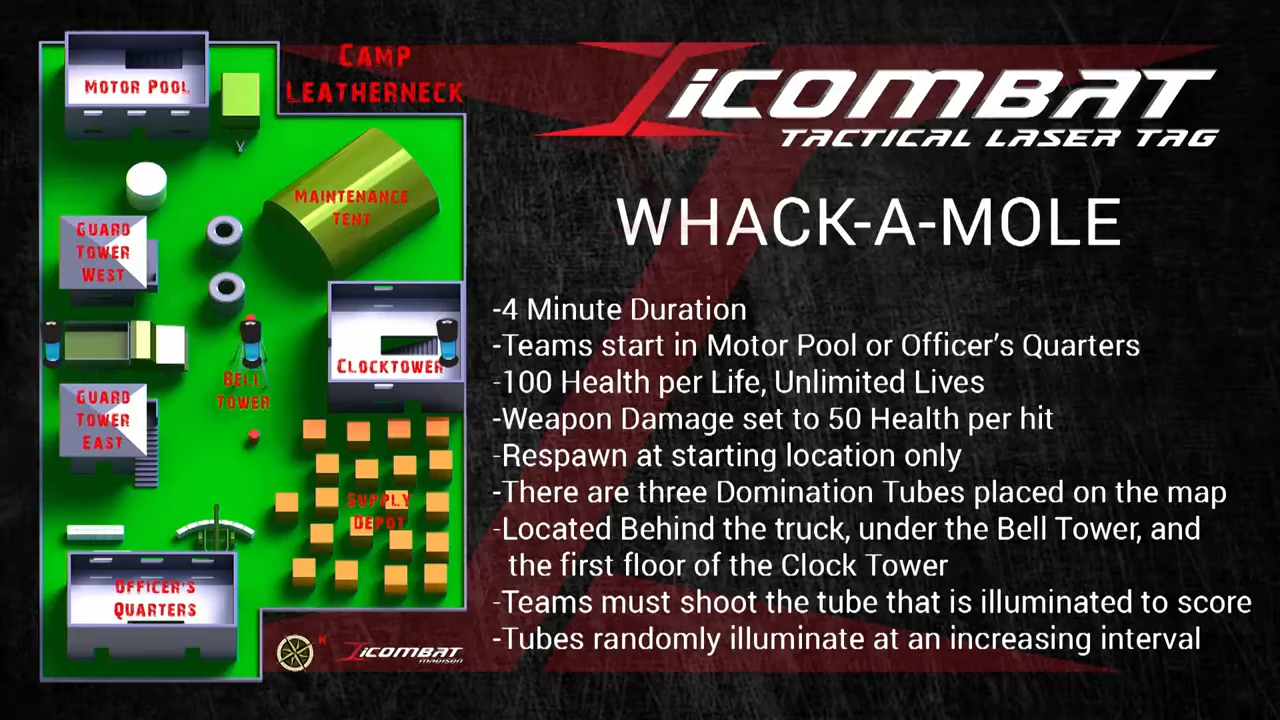 CAMP
LEATHERNECK
MOTOR POOL
MAINTENANCE
TENT
GUARD
TOWER
WEST
CLOCKTOWER
BELL
TOWER
GUARD
TOWER
EAST
SUPPLY
DEPOT
OFFICER'S
QUARTERS
N
iCOMBAT
MADISON
iCOMBAT
TACTICAL LASER TAG
WHACK-A-MOLE
-4 Minute Duration
-Teams start in Motor Pool or Officer's Quarters
-100 Health per Life, Unlimited Lives
-Weapon Damage set to 50 Health per hit
-Respawn at starting location only
-There are three Domination Tubes placed on the map
-Located Behind the truck, under the Bell Tower, and
the first floor of the Clock Tower
-Teams must shoot the tube that is illuminated to score
-Tubes randomly illuminate at an increasing interval